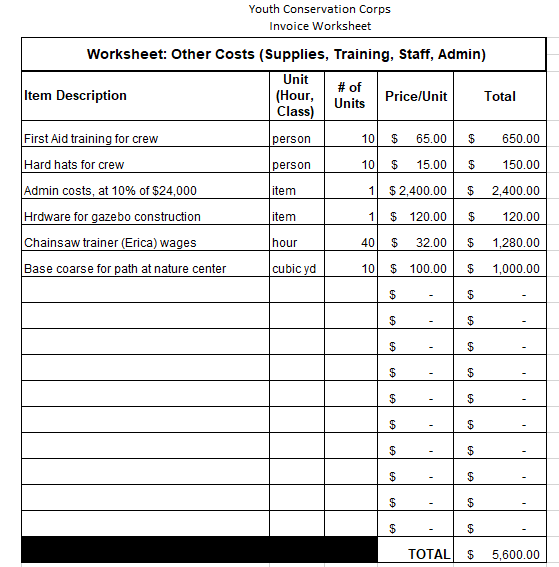 Youth Conservation Corps
Invoice Worksheet
Worksheet: Other Costs (Supplies, Training, Staff, Admin)
Item Description Unit (Hour, Class) # of Units Price/Unit Total
First Aid training for crew person 10 $ 65.00 $ 650.00
Hard hats for crew person 10 $ 15.00 $ 150.00
Admin costs, at 10% of $24,000 item 1 $ 2,400.00 $ 2,400.00
Hrdware for gazebo construction item 1 $ 120.00 $ 120.00
Chainsaw trainer (Erica) wages hour 40 $ 32.00 $ 1,280.00
Base coarse for path at nature center cubic yd 10 $ 100.00 $ 1,000.00
$ - $ -
$ - $ -
$ - $ -
$ - $ -
$ - $ -
$ - $ -
$ - $ -
$ - $ -
$ - $ -
$ - $ -
TOTAL $ 5,600.00